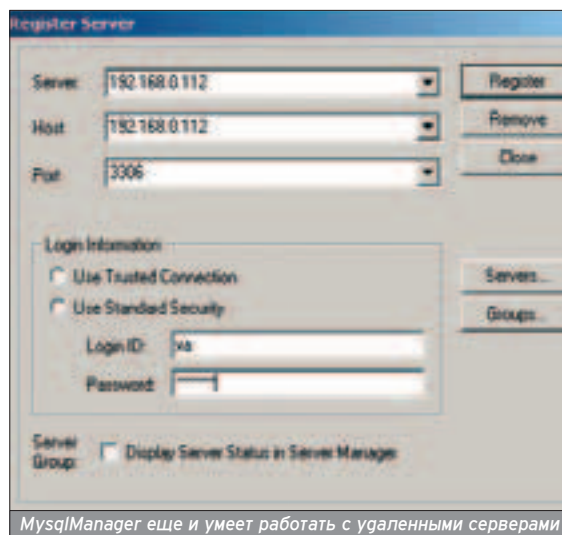 Register Server
Server: 192.168.0.112
Register
Host: 192.168.0.112
Remove
Port: 3306
Close
Login Information
Use Trusted Connection
Servers...
Use Standard Security
Groups...
Login ID:
Password:
Server Group:
Display Server Status in Server Manager
MysqlManager еще и умеет работать с удаленными серверами